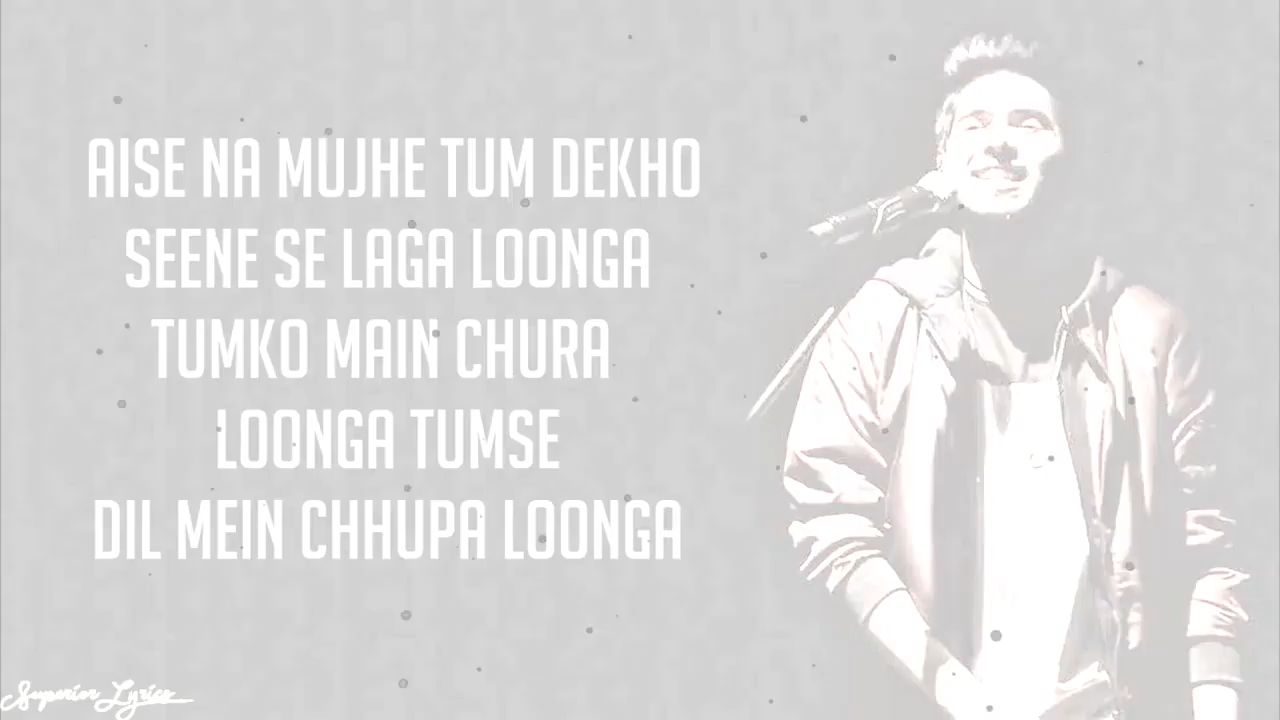 AISE NA MUJHE TUM DEKHO
SEENE SE LAGA LOONGA
TUMKO MAIN CHURA
LOONGA TUMSE
DIL MEIN CHHUPA LOONGA
Superior Lyrics